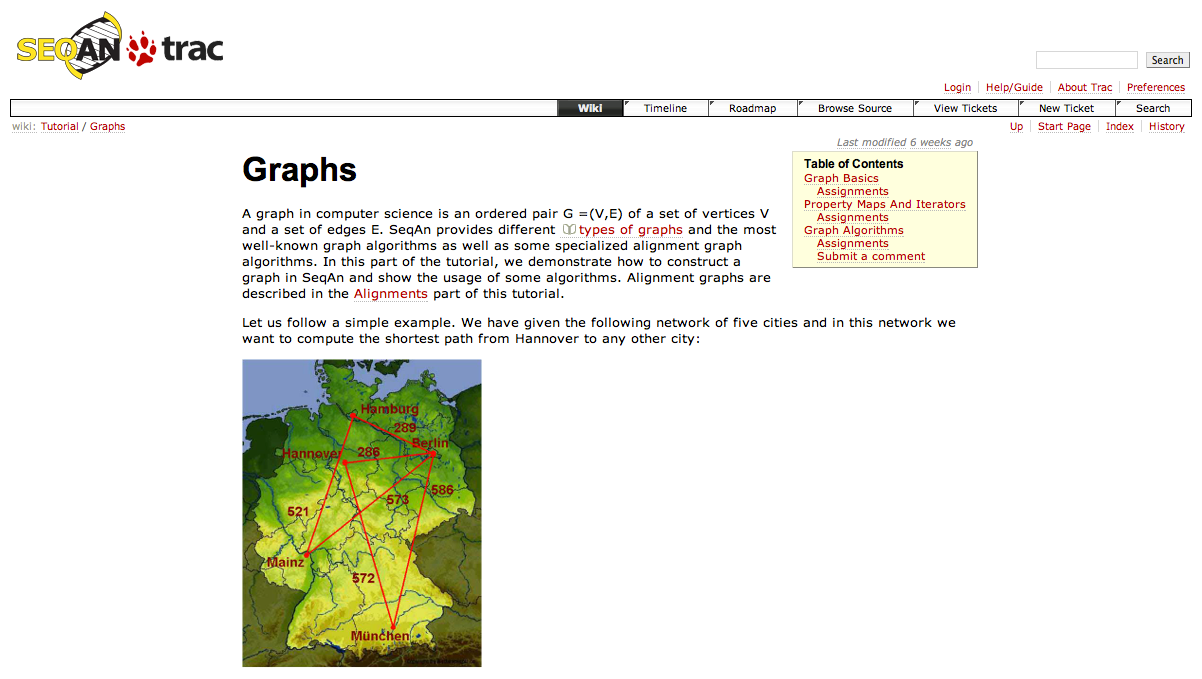 SEQAN trac
Search
Login Help/Guide About Trac Preferences
Wiki Timeline Roadmap Browse Source View Tickets New Ticket Search
wiki: Tutorial / Graphs
Up Start Page Index History
Last modified 6 weeks ago
Graphs
Table of Contents
Graph Basics
Assignments
Property Maps And Iterators
Assignments
Graph Algorithms
Assignments
Submit a comment
A graph in computer science is an ordered pair G =(V,E) of a set of vertices V
and a set of edges E. SeqAn provides different types of graphs and the most
well-known graph algorithms as well as some specialized alignment graph
algorithms. In this part of the tutorial, we demonstrate how to construct a
graph in SeqAn and show the usage of some algorithms. Alignment graphs are
described in the Alignments part of this tutorial.
Let us follow a simple example. We have given the following network of five cities and in this network we
want to compute the shortest path from Hannover to any other city:
Hamburg
289
Berlin
Hannover 286
586
573
521
Mainz
572
München